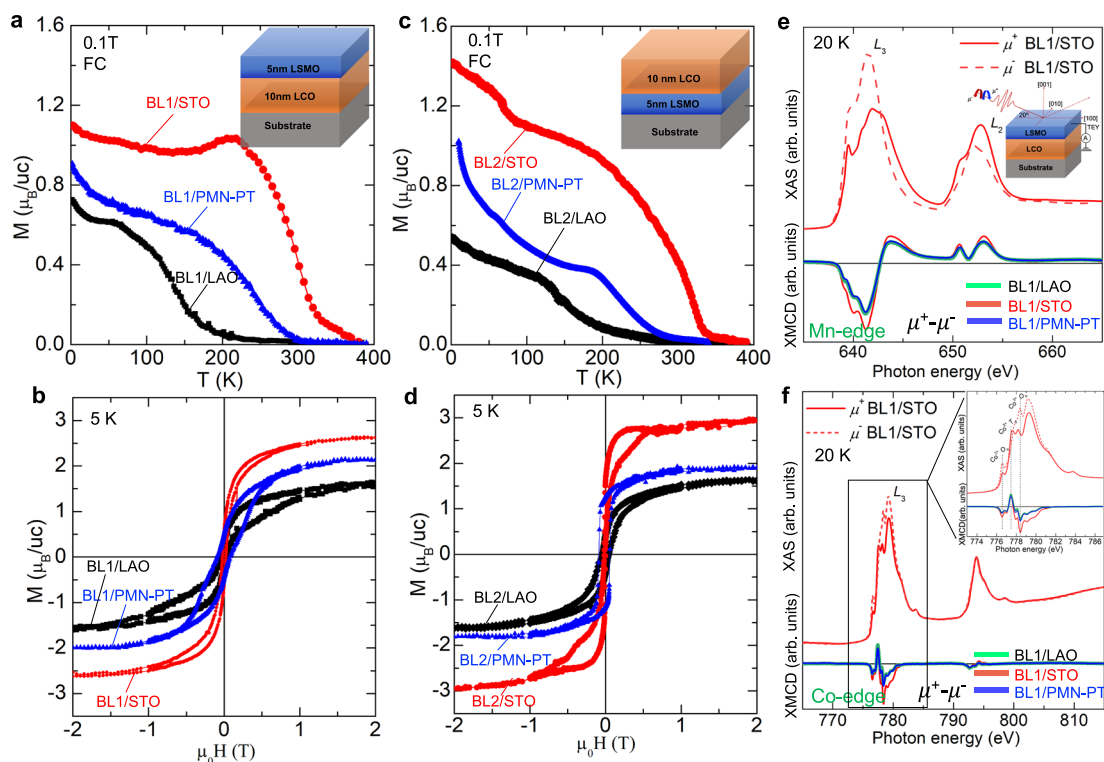 a
0.1T
FC
5nm LSMO
10nm LCO
Substrate
BL1/STO
BL1/PMN-PT
BL1/LAO
M (μB/uc)
1.6
1.2
0.8
0.4
0.0
0
100
200
300
400
T (K)
b
5 K
BL1/LAO
BL1/PMN-PT
BL1/STO
M (μB/uc)
3
2
1
0
-1
-2
-3
-2
-1
0
1
2
μ₀H (T)
c
0.1T
FC
10 nm LCO
5nm LSMO
Substrate
BL2/STO
BL2/PMN-PT
BL2/LAO
M (μB/uc)
1.6
1.2
0.8
0.4
0.0
0
100
200
300
400
T (K)
d
5 K
BL2/LAO
BL2/PMN-PT
BL2/STO
M (μB/uc)
3
2
1
0
-1
-2
-3
-2
-1
0
1
2
μ₀H (T)
e
20 K
L3
μ+ BL1/STO
μ- BL1/STO
[001]
[010]
[100]
20°
μ+
μ-
TEY
A
LSMO
LCO
Substrate
L2
XAS (arb. units)
XMCD (arb. units)
BL1/LAO
BL1/STO
BL1/PMN-PT
Mn-edge
μ+-μ-
640
650
660
Photon energy (eV)
f
μ+ BL1/STO
μ- BL1/STO
20 K
L3
XAS (arb. units)
XMCD(arb. units)
774
776
778
780
782
784
786
Photon energy (eV)
XAS (arb. units)
XMCD (arb. units)
BL1/LAO
BL1/STO
BL1/PMN-PT
Co-edge
μ+-μ-
770
780
790
800
810
Photon energy (eV)